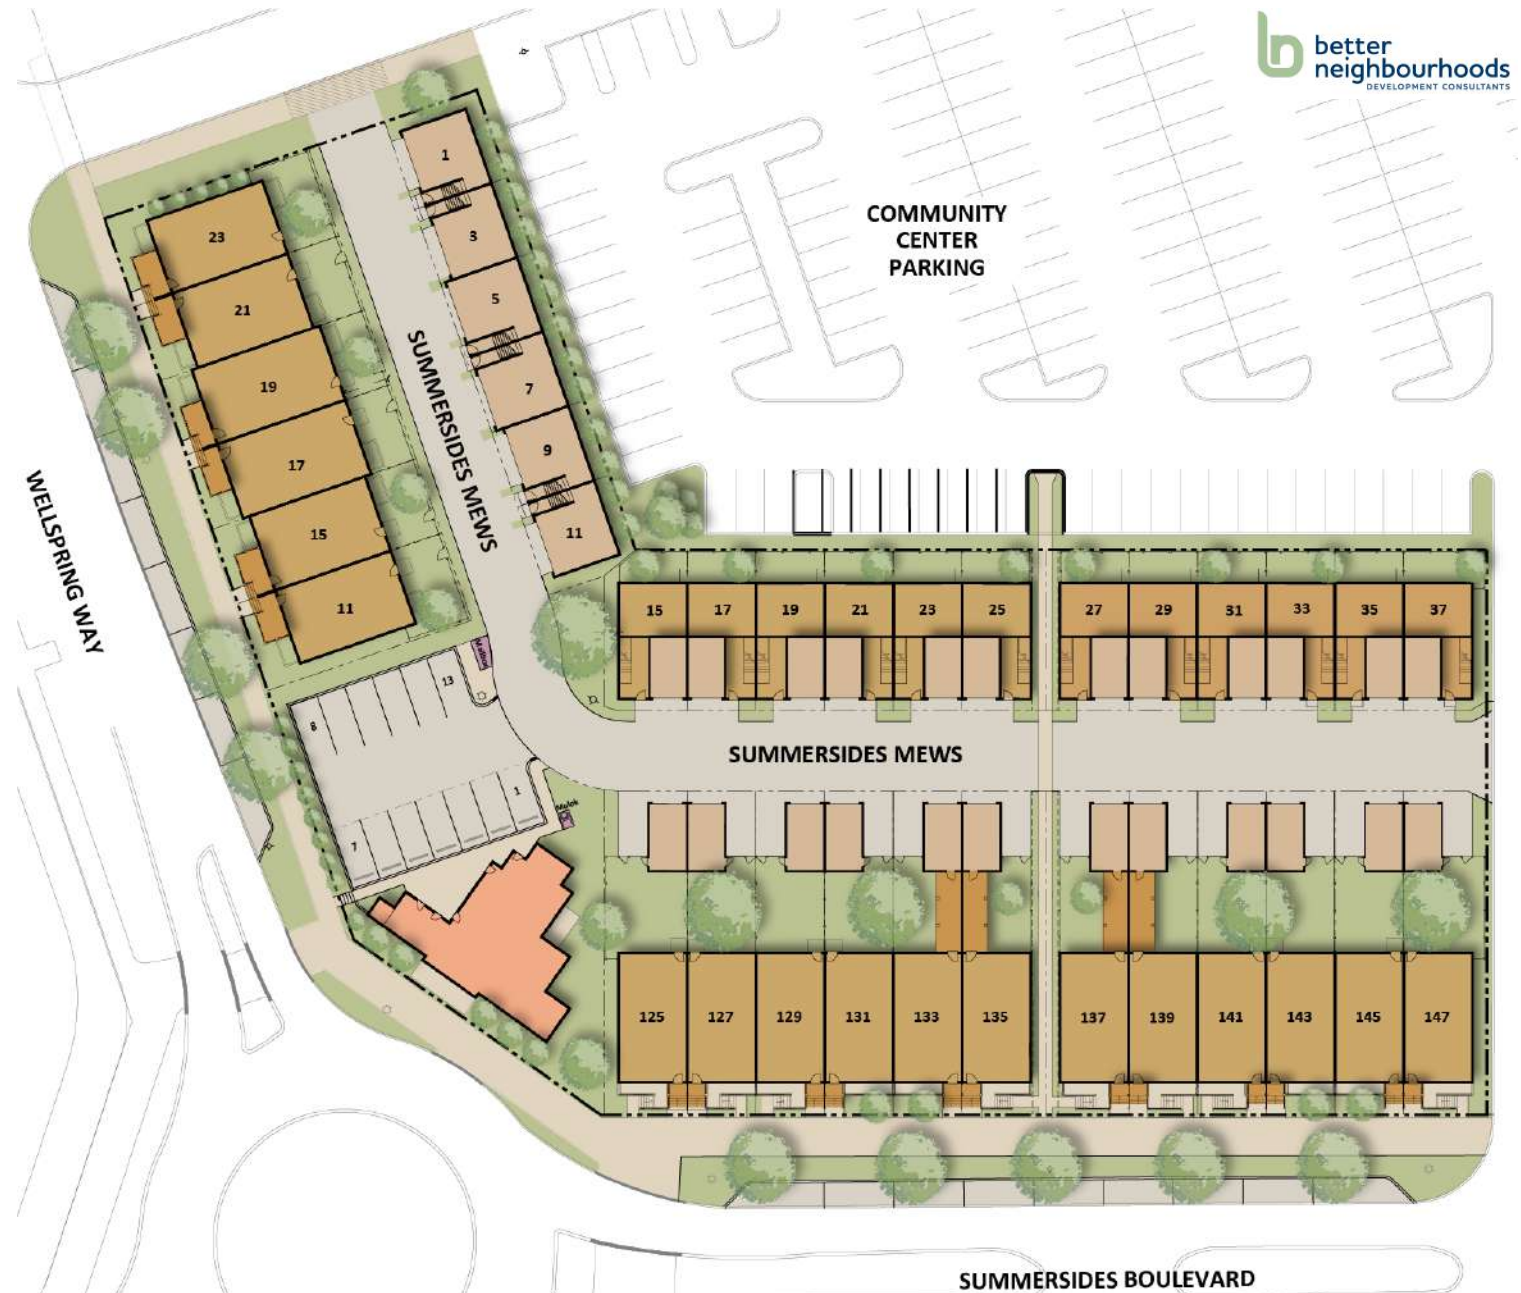 better
neighbourhoods
DEVELOPMENT CONSULTANTS
COMMUNITY
CENTER
PARKING
1
3
5
7
9
11
23
21
19
17
15
11
SUMMERSIDES MEWS
WELLSPRING WAY
15 17 19 21 23 25 27 29 31 33 35 37
Mailbox
13
8
1
7
Molok
SUMMERSIDES MEWS
125 127 129 131 133 135 137 139 141 143 145 147
SUMMERSIDES BOULEVARD